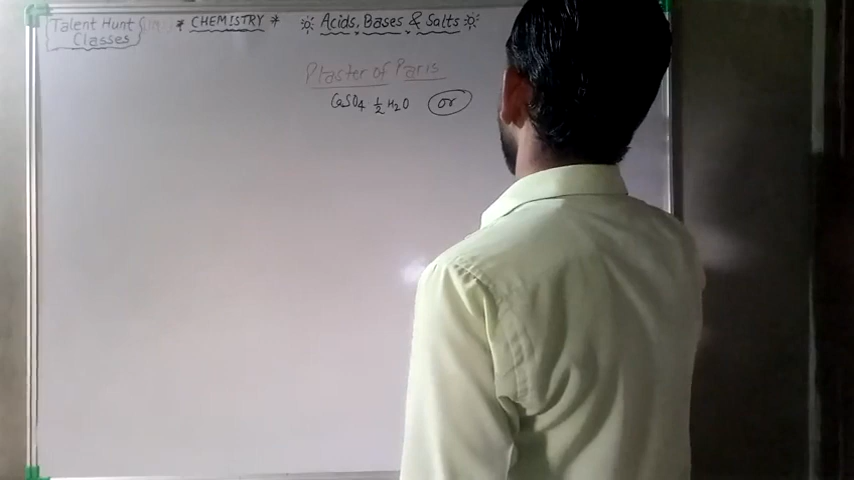 Talent Hunt * CHEMISTRY * Acids, Bases & Salts
Classes
Plaster of Paris
CaSO4 1/2 H2O or